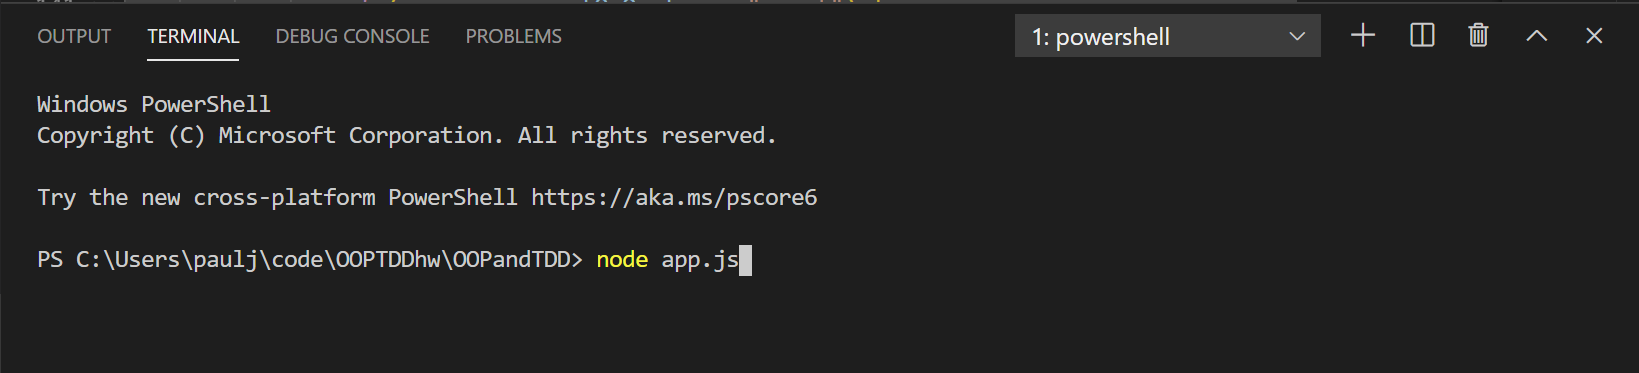 OUTPUT TERMINAL DEBUG CONSOLE PROBLEMS 1: powershell
Windows PowerShell
Copyright (C) Microsoft Corporation. All rights reserved.
Try the new cross-platform PowerShell https://aka.ms/pscore6
PS C:\Users\paulj\code\OOPTDDhw\OOPandTDD> node app.js